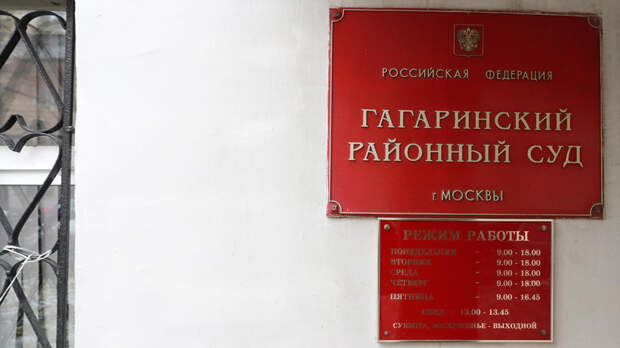 РОССИЙСКАЯ ФЕДЕРАЦИЯ
ГАГАРИНСКИЙ
РАЙОННЫЙ СУД
г МОСКВЫ
РЕЖИМ РАБОТЫ
ПОНЕДЕЛЬНИК - 9.00 - 18.00
ВТОРНИК - 9.00 - 18.00
СРЕДА - 9.00 - 18.00
ЧЕТВЕРГ - 9.00 - 18.00
ПЯТНИЦА - 9.00 - 16.45
ОБЕД - 13.00 - 13.45
СУББОТА, ВОСКРЕСЕНЬЕ - ВЫХОДНОЙ